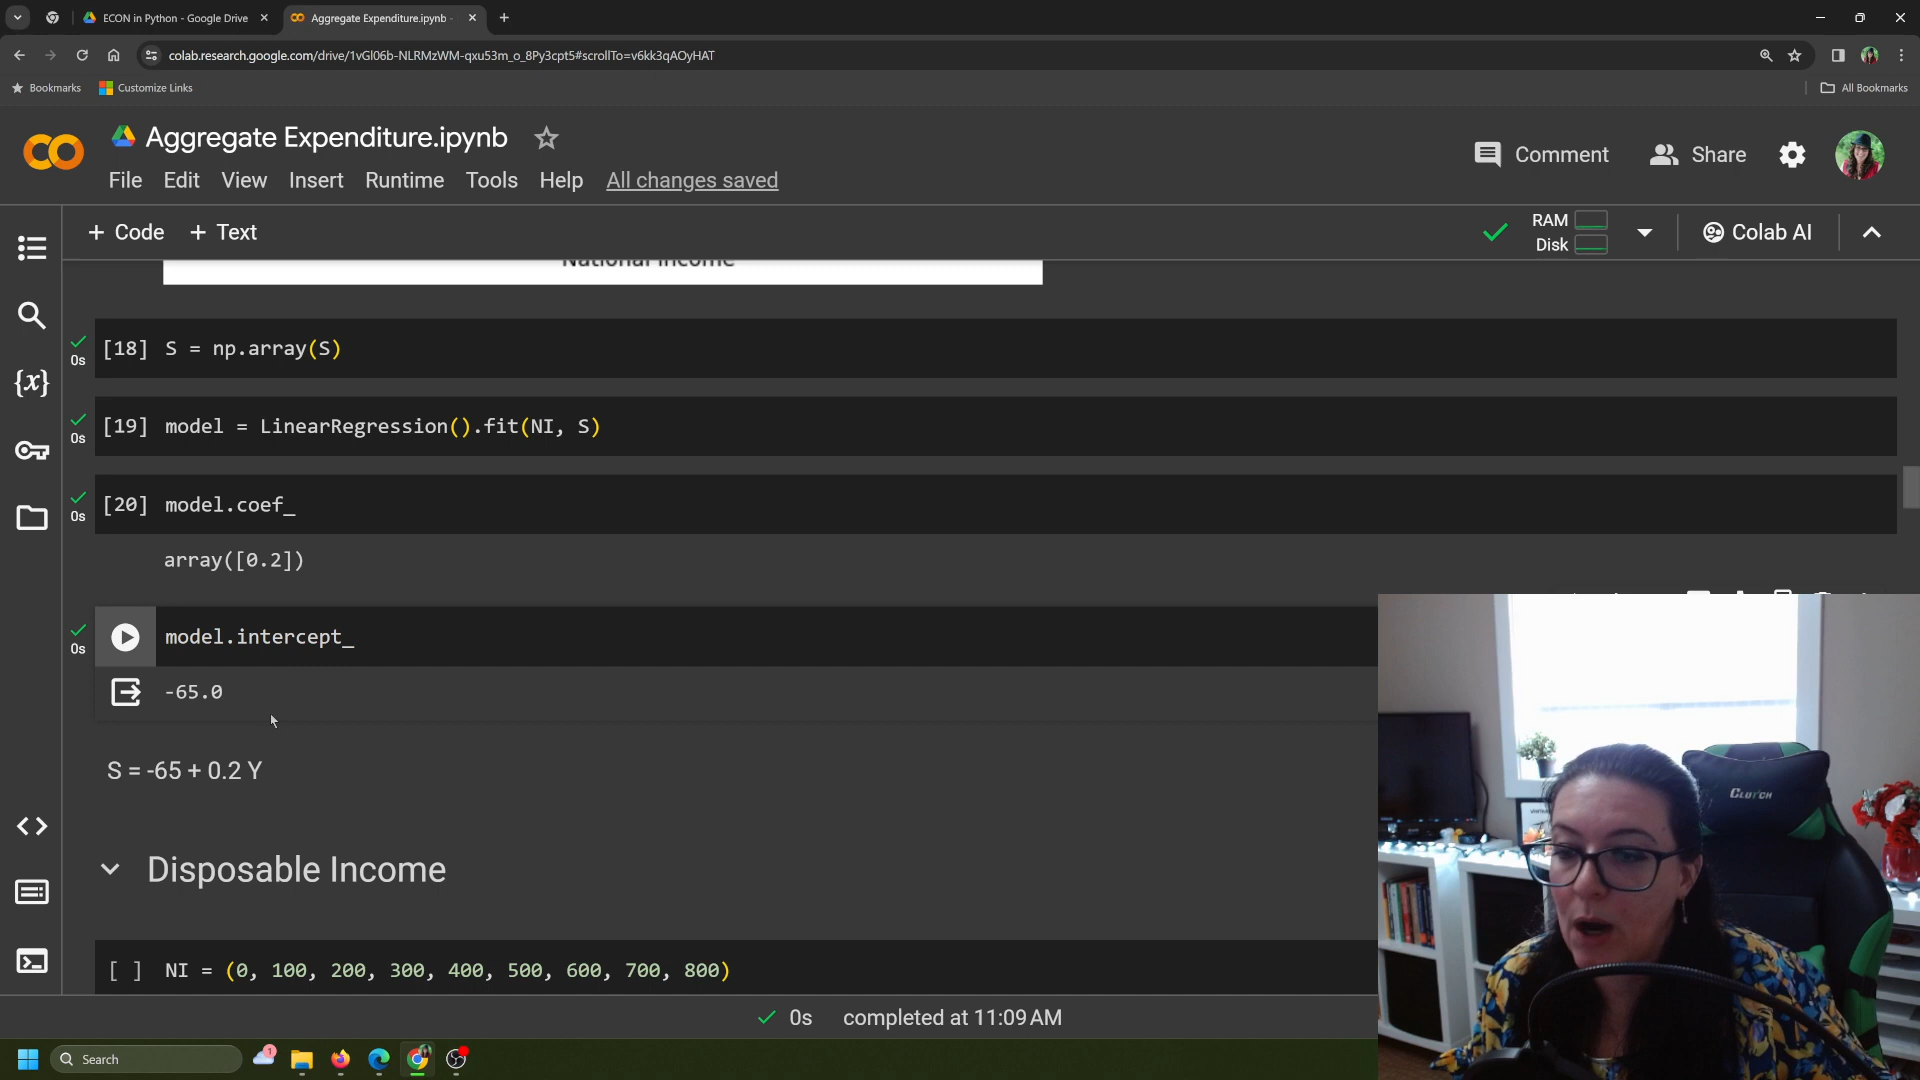 ECON in Python - Google Drive
Aggregate Expenditure.ipynb -
colab.research.google.com/drive/1vGl06b-NLRMzWM-qxu53m_o_8Py3cpt5#scrollTo=v6kk3qAOyHAT
Bookmarks
Customize Links
All Bookmarks
Aggregate Expenditure.ipynb
Comment
Share
File Edit View Insert Runtime Tools Help All changes saved
+ Code + Text
RAM
Disk
Colab AI
National Income
0s
[18] S = np.array(S)
0s
[19] model = LinearRegression().fit(NI, S)
0s
[20] model.coef_
array([0.2])
0s
model.intercept_
-65.0
S = -65 + 0.2 Y
Disposable Income
[ ] NI = (0, 100, 200, 300, 400, 500, 600, 700, 800)
0s completed at 11:09 AM
Search
1
CLUTCH
{x}